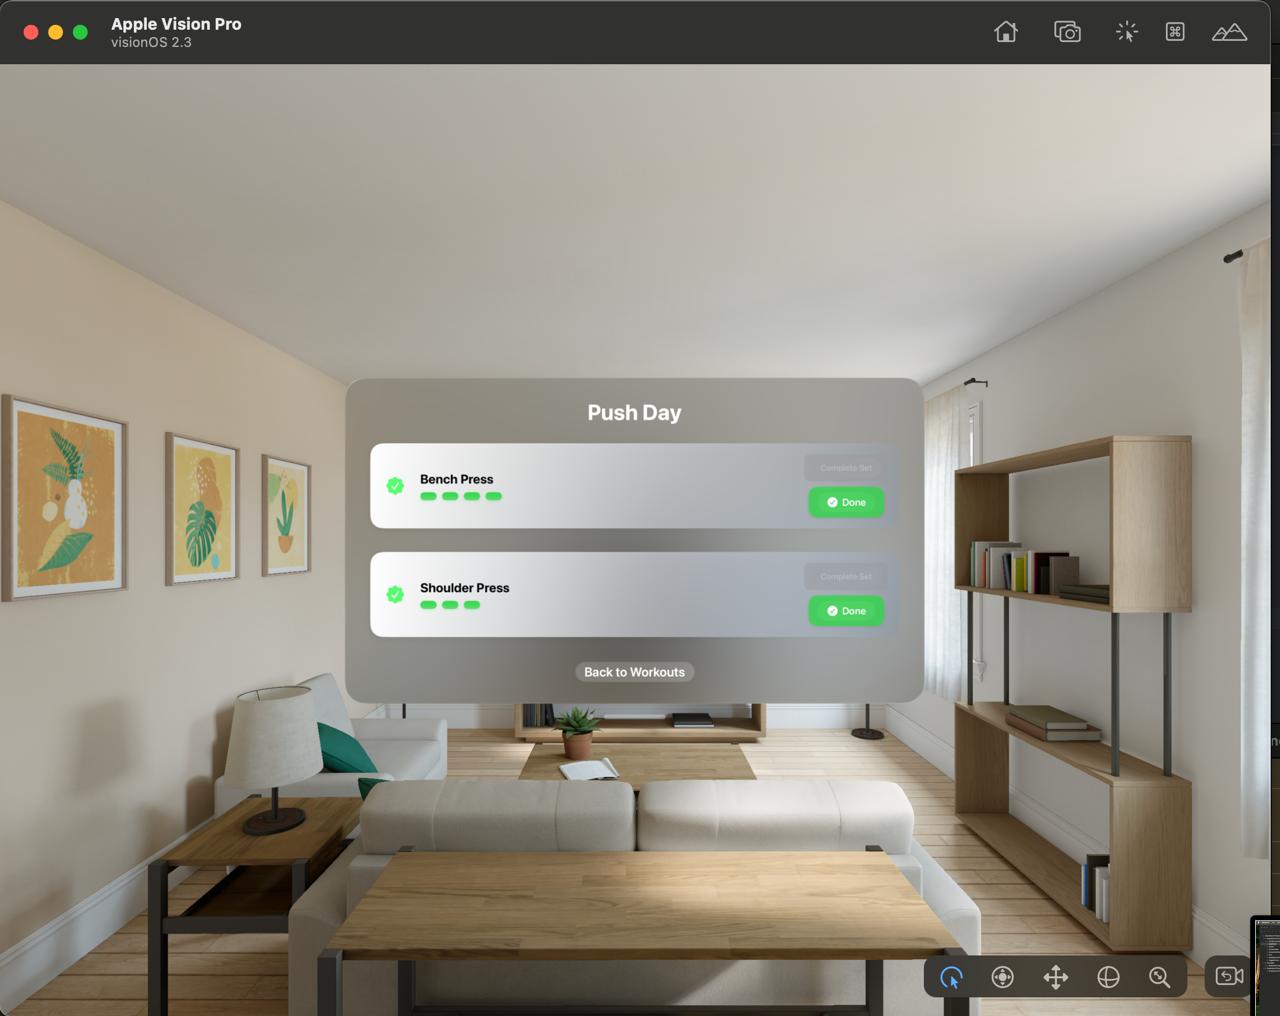 Apple Vision Pro
visionOS 2.3
Push Day
Bench Press
Complete Set
Done
Shoulder Press
Complete Set
Done
Back to Workouts